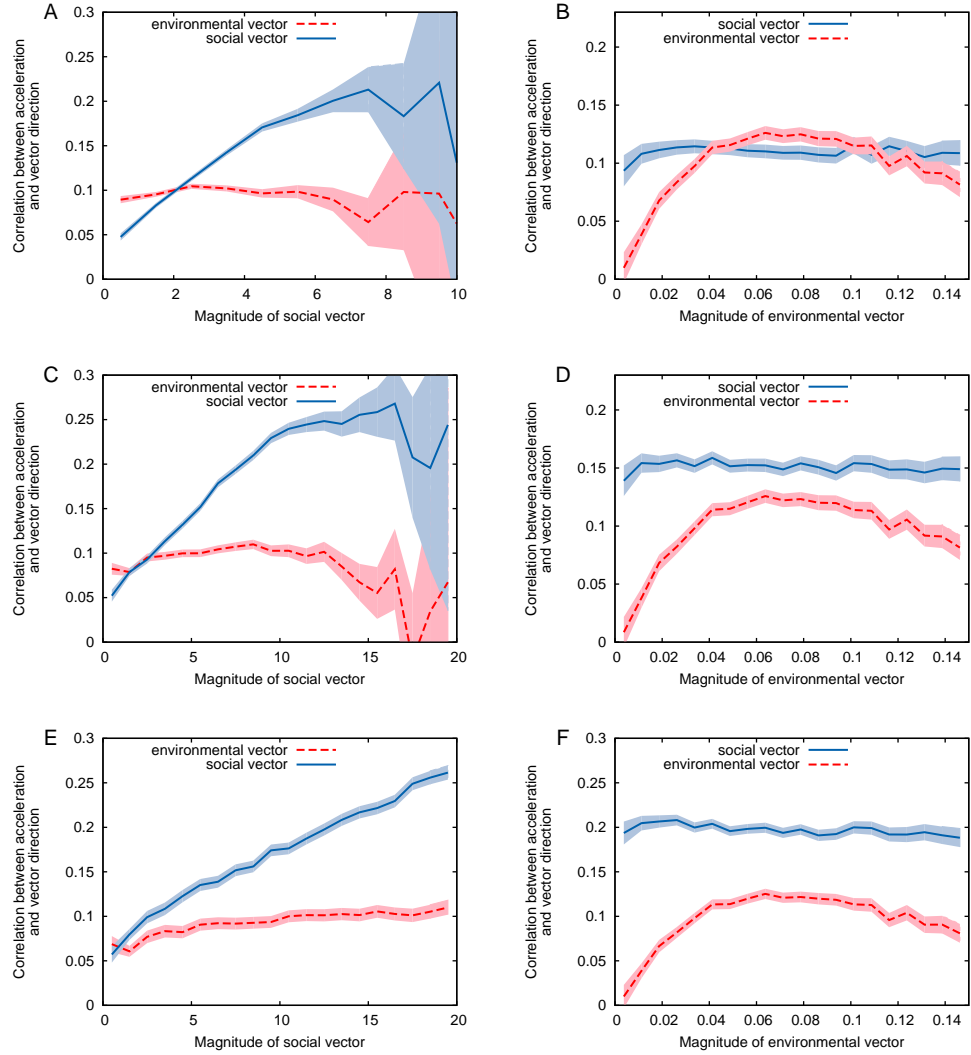 A
environmental vector
social vector
Correlation between acceleration
and vector direction
0.3
0.25
0.2
0.15
0.1
0.05
0
0 2 4 6 8 10
Magnitude of social vector
B
social vector
environmental vector
Correlation between acceleration
and vector direction
0.2
0.15
0.1
0.05
0
0 0.02 0.04 0.06 0.08 0.1 0.12 0.14
Magnitude of environmental vector
C
environmental vector
social vector
Correlation between acceleration
and vector direction
0.3
0.25
0.2
0.15
0.1
0.05
0
0 5 10 15 20
Magnitude of social vector
D
social vector
environmental vector
Correlation between acceleration
and vector direction
0.2
0.15
0.1
0.05
0
0 0.02 0.04 0.06 0.08 0.1 0.12 0.14
Magnitude of environmental vector
E
environmental vector
social vector
Correlation between acceleration
and vector direction
0.3
0.25
0.2
0.15
0.1
0.05
0
0 5 10 15 20
Magnitude of social vector
F
social vector
environmental vector
Correlation between acceleration
and vector direction
0.3
0.25
0.2
0.15
0.1
0.05
0
0 0.02 0.04 0.06 0.08 0.1 0.12 0.14
Magnitude of environmental vector